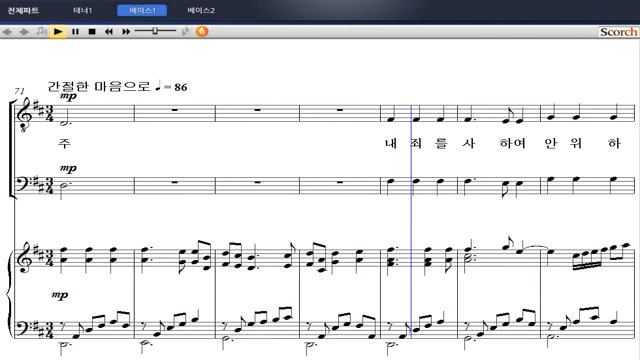 전체파트 테너1 베이스1 베이스2
Scorch
간절한 마음으로 ♩ = 86
71 mp
주 내 죄 를 사 하여 안 위 하
mp
mp